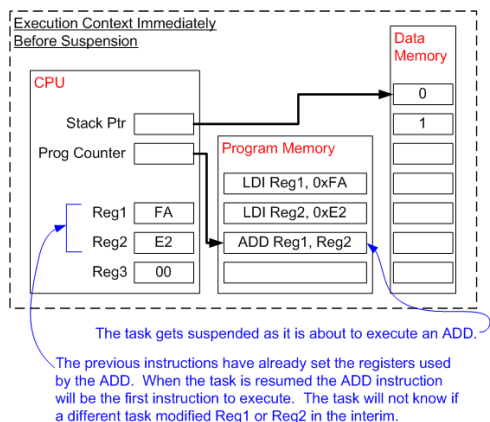 Execution Context Immediately
Before Suspension
Data
Memory
CPU
0
Stack Ptr
1
Prog Counter
Program Memory
LDI Reg1, 0xFA
Reg1 FA
LDI Reg2, 0xE2
Reg2 E2
ADD Reg1, Reg2
Reg3 00
The task gets suspended as it is about to execute an ADD.
The previous instructions have already set the registers used
by the ADD. When the task is resumed the ADD instruction
will be the first instruction to execute. The task will not know if
a different task modified Reg1 or Reg2 in the interim.